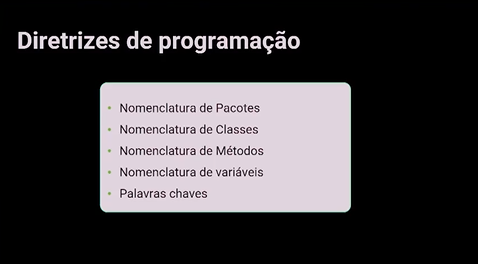 Diretrizes de programação
Nomenclatura de Pacotes
Nomenclatura de Classes
Nomenclatura de Métodos
Nomenclatura de variáveis
Palavras chaves